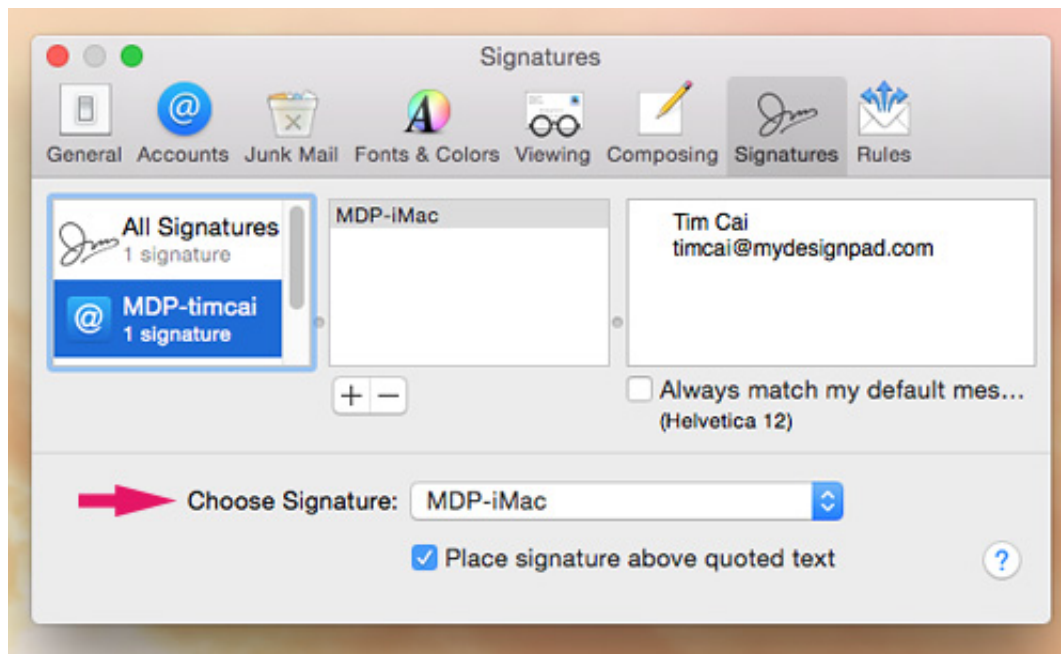 Signatures
General Accounts Junk Mail Fonts & Colors Viewing Composing Signatures Rules
All Signatures
1 signature
MDP-timcai
1 signature
MDP-iMac
Tim Cai
timcai@mydesignpad.com
Always match my default mes...
(Helvetica 12)
Choose Signature: MDP-iMac
Place signature above quoted text